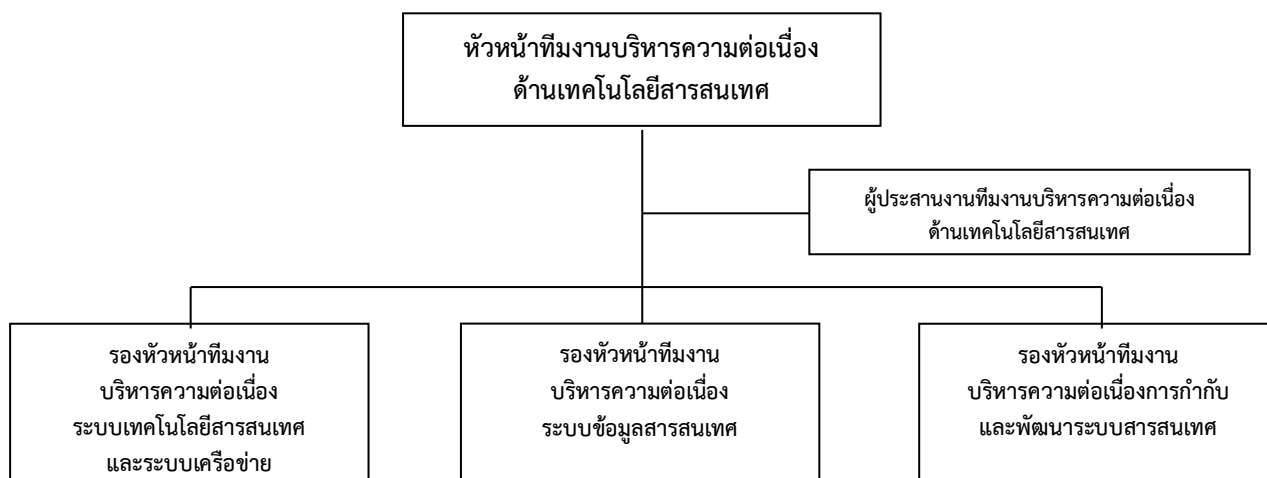 หัวหน้าทีมงานบริหารความต่อเนื่อง
ด้านเทคโนโลยีสารสนเทศ
ผู้ประสานงานทีมงานบริหารความต่อเนื่อง
ด้านเทคโนโลยีสารสนเทศ
รองหัวหน้าทีมงาน
บริหารความต่อเนื่อง
ระบบเทคโนโลยีสารสนเทศ
และระบบเครือข่าย
รองหัวหน้าทีมงาน
บริหารความต่อเนื่อง
ระบบข้อมูลสารสนเทศ
รองหัวหน้าทีมงาน
บริหารความต่อเนื่องการกำกับ
และพัฒนาระบบสารสนเทศ